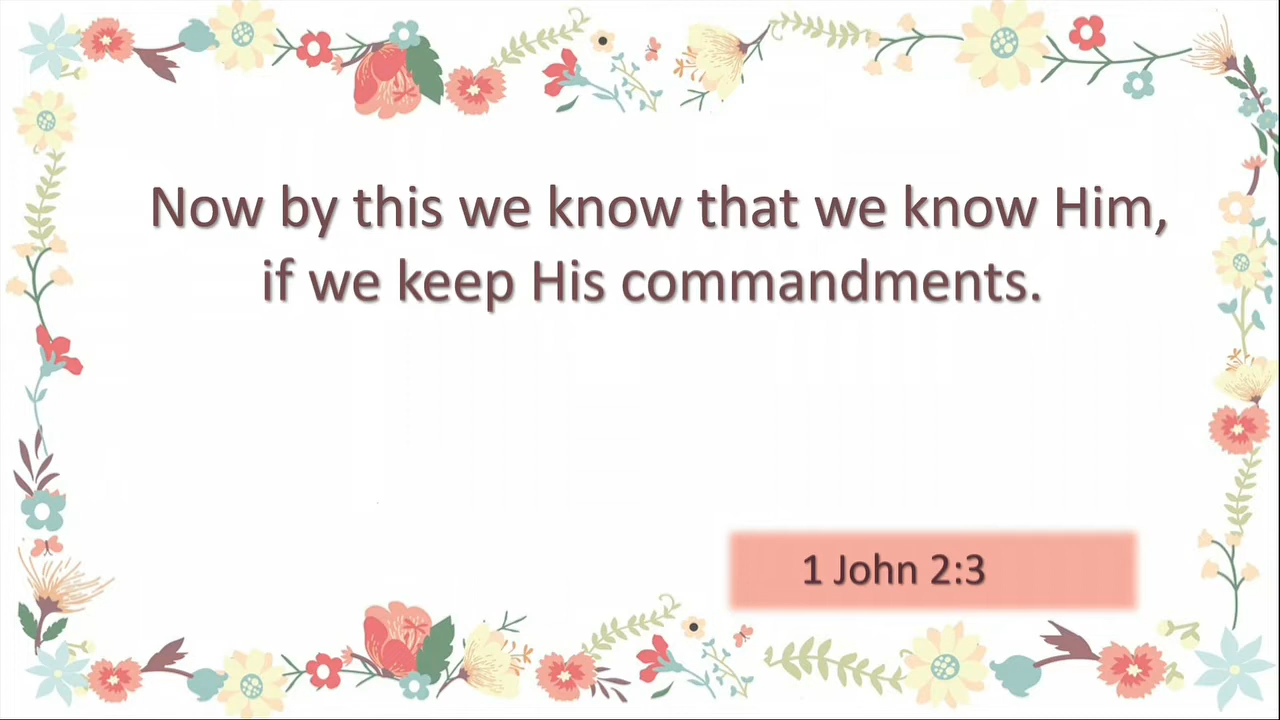 Now by this we know that we know Him,
if we keep His commandments.
1 John 2:3